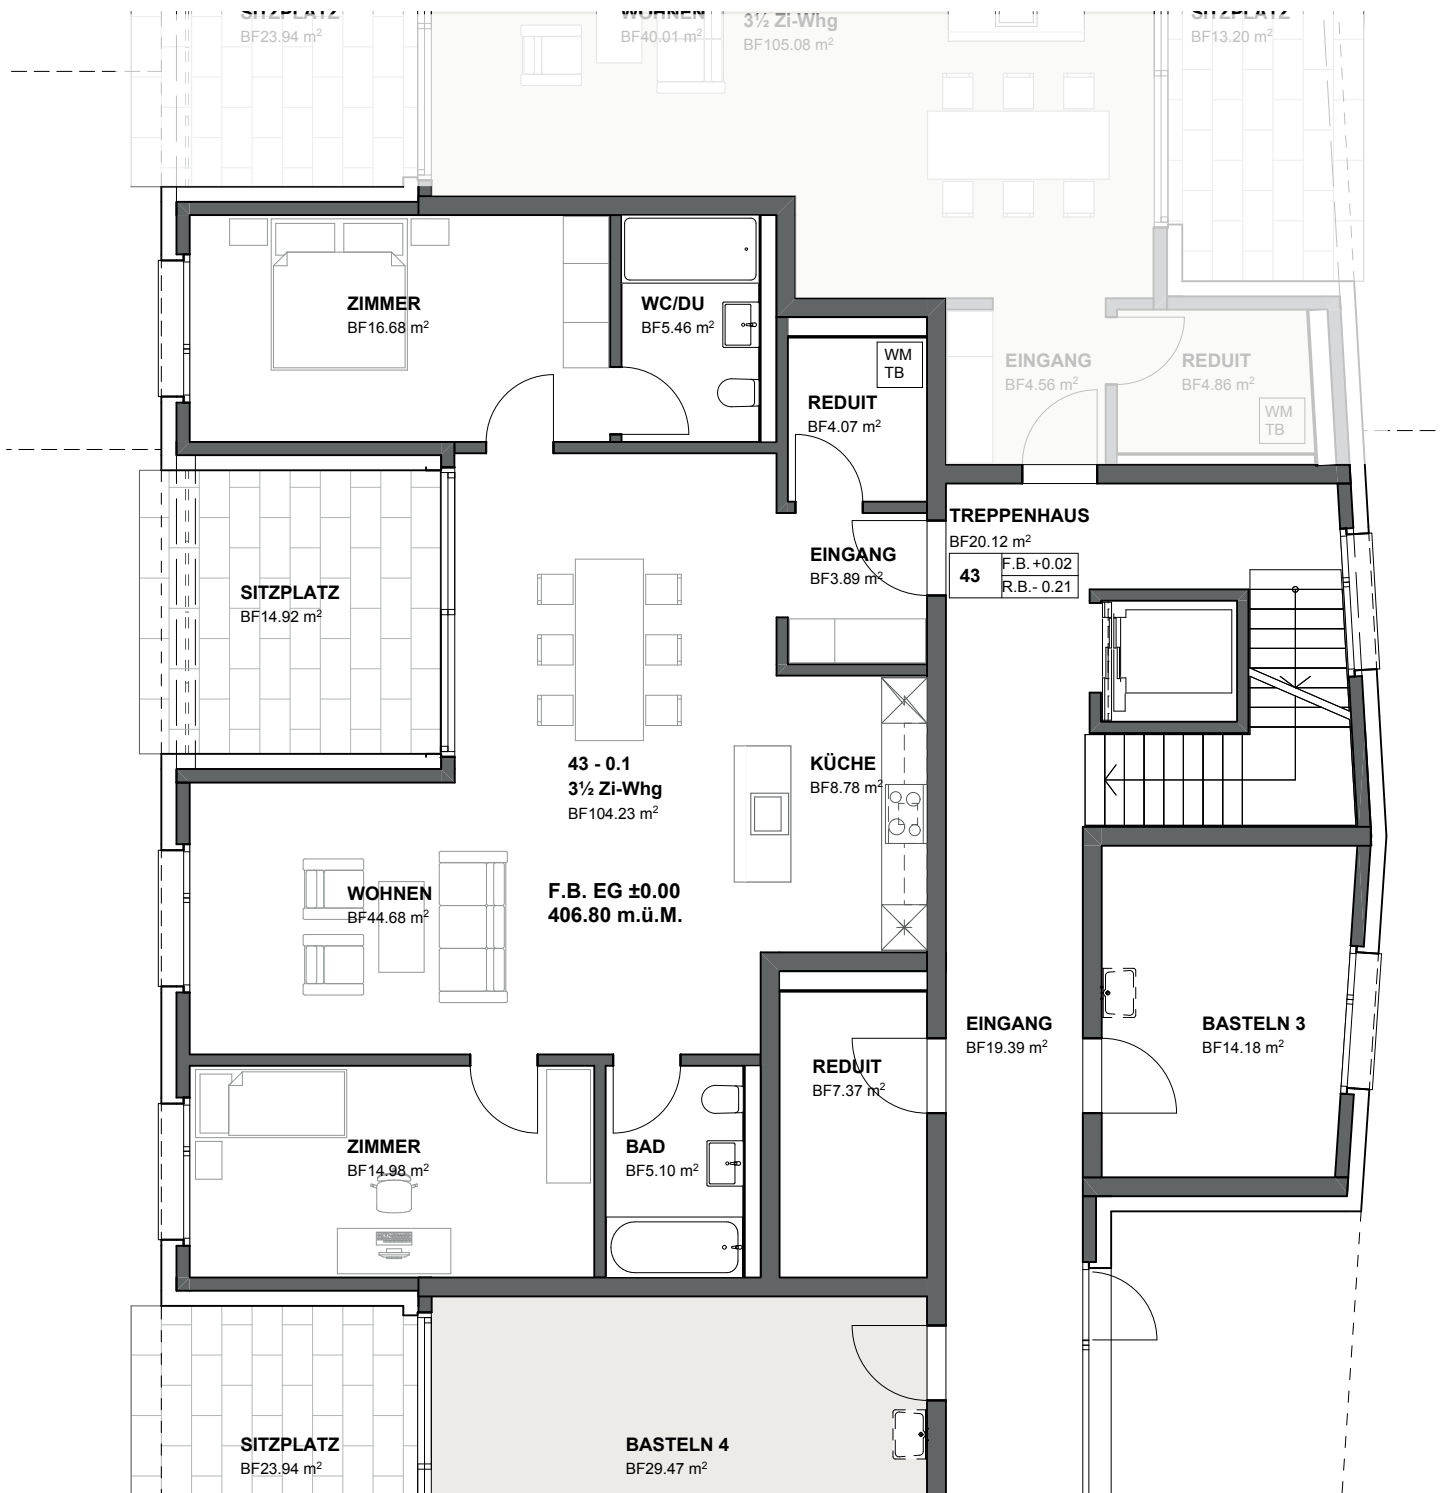 SITZPLATZ
BF23.94 m²
WOHNEN
BF40.01 m²
3½ Zi-Whg
BF105.08 m²
SITZPLATZ
BF13.20 m²
ZIMMER
BF16.68 m²
WC/DU
BF5.46 m²
WM
TB
REDUIT
BF4.07 m²
EINGANG
BF4.56 m²
REDUIT
BF4.86 m²
WM
TB
TREPPENHAUS
BF20.12 m²
43
F.B. +0.02
R.B.- 0.21
EINGANG
BF3.89 m²
SITZPLATZ
BF14.92 m²
43 - 0.1
3½ Zi-Whg
BF104.23 m²
KÜCHE
BF8.78 m²
WOHNEN
BF44.68 m²
F.B. EG ±0.00
406.80 m.ü.M.
EINGANG
BF19.39 m²
BASTELN 3
BF14.18 m²
REDUIT
BF7.37 m²
ZIMMER
BF14.98 m²
BAD
BF5.10 m²
SITZPLATZ
BF23.94 m²
BASTELN 4
BF29.47 m²